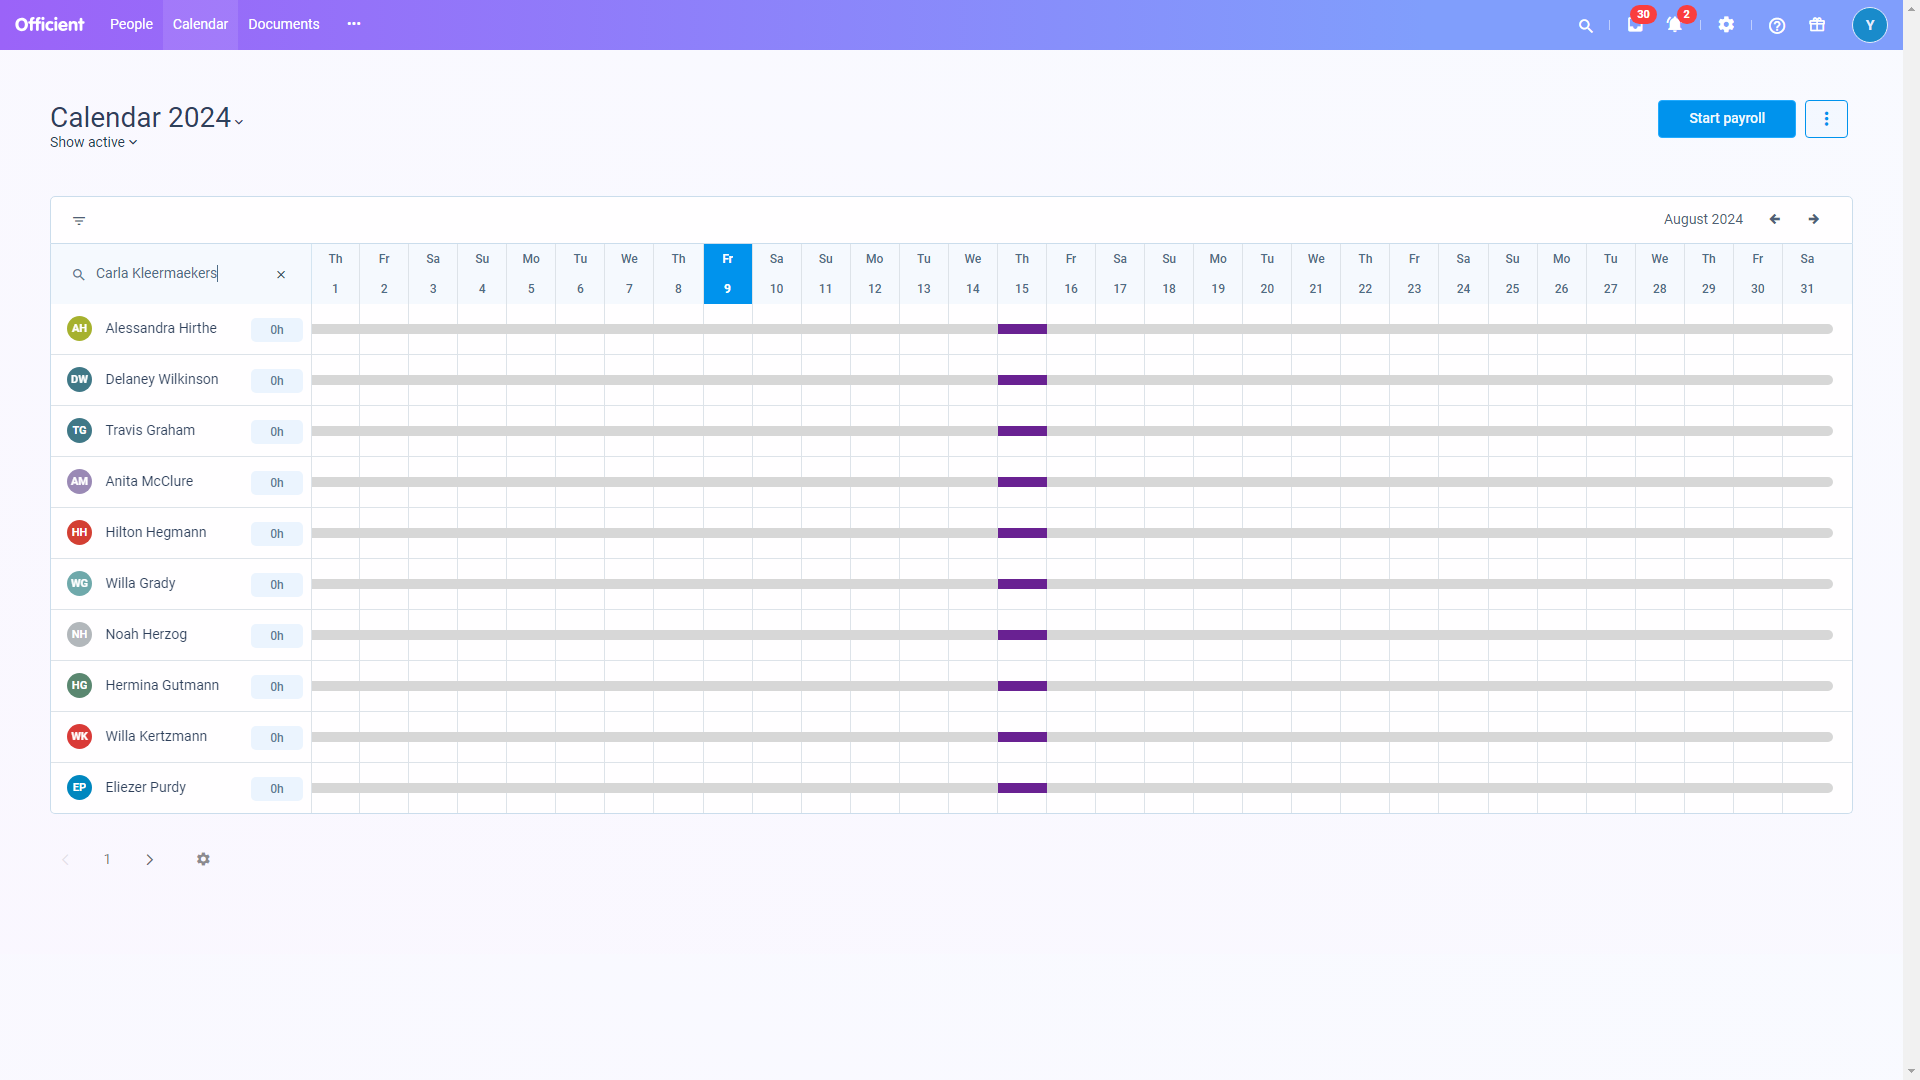 Officient People Calendar Documents ... 30 2 Y
Calendar 2024
Show active
Start payroll
August 2024
Carla Kleermaekers
Th Fr Sa Su Mo Tu We Th Fr Sa Su Mo Tu We Th Fr Sa Su Mo Tu We Th Fr Sa Su Mo Tu We Th Fr Sa
1 2 3 4 5 6 7 8 9 10 11 12 13 14 15 16 17 18 19 20 21 22 23 24 25 26 27 28 29 30 31
AH Alessandra Hirthe 0h
DW Delaney Wilkinson 0h
TG Travis Graham 0h
AM Anita McClure 0h
HH Hilton Hegmann 0h
WG Willa Grady 0h
NH Noah Herzog 0h
HG Hermina Gutmann 0h
WK Willa Kertzmann 0h
EP Eliezer Purdy 0h
1